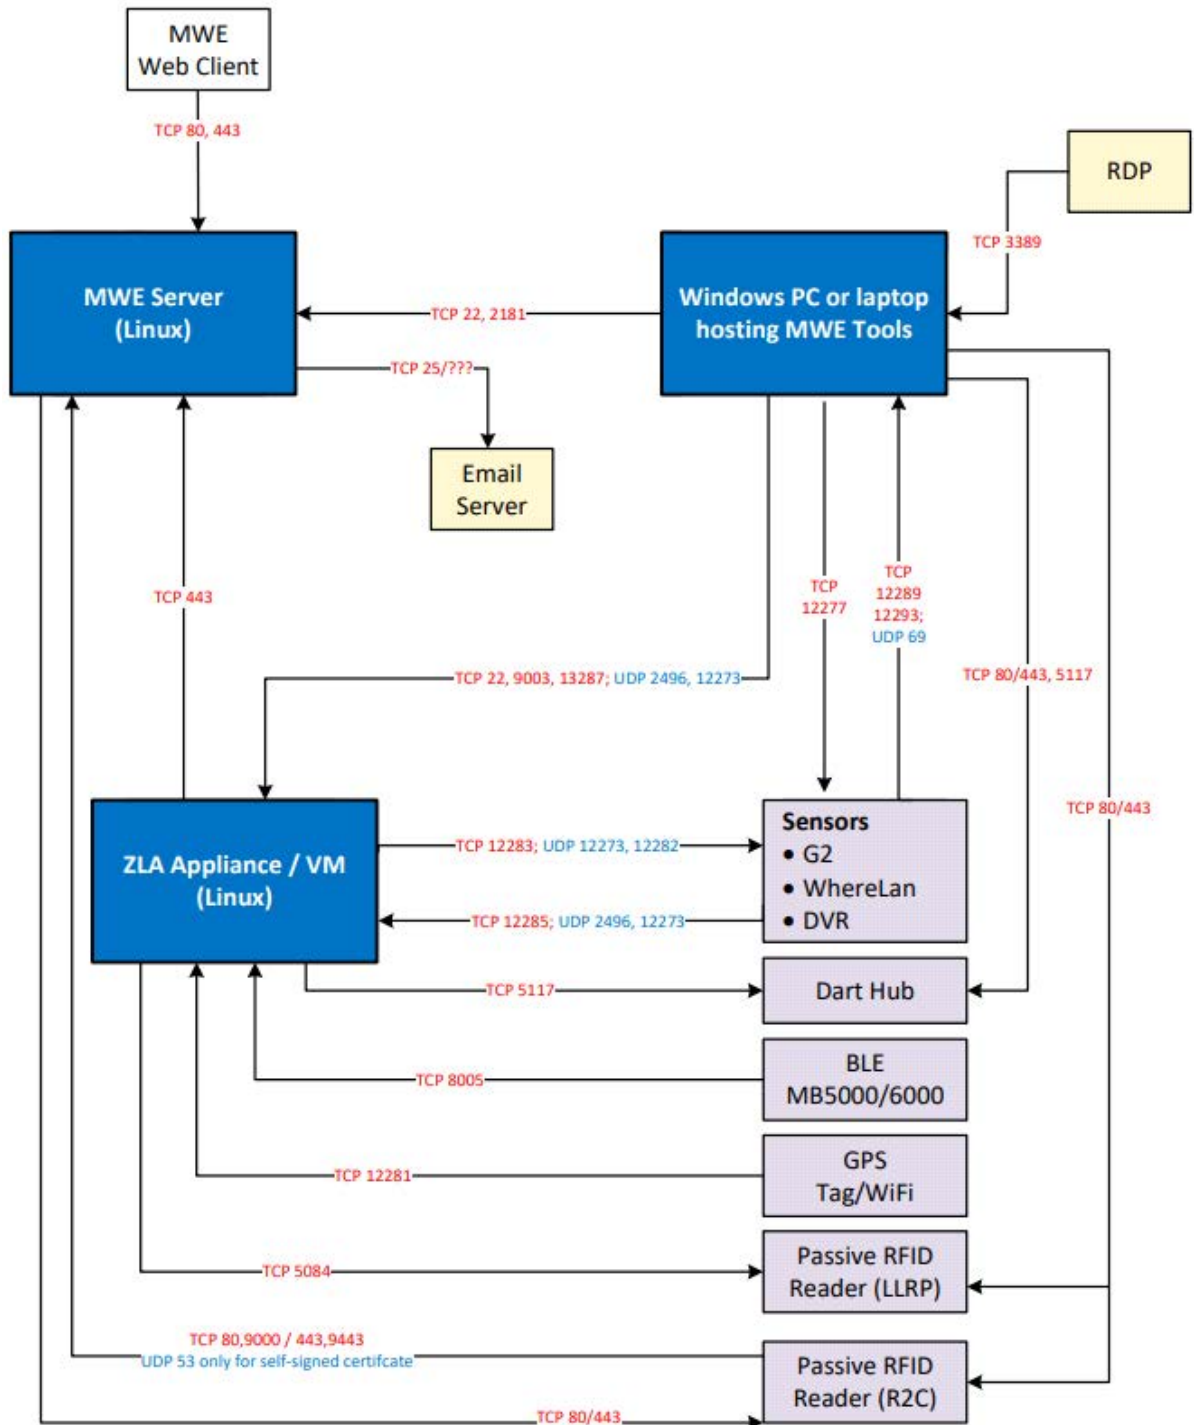 MWE
Web Client
TCP 80, 443
RDP
TCP 3389
MWE Server
(Linux)
Windows PC or laptop
hosting MWE Tools
TCP 22, 2181
TCP 25/???
Email
Server
TCP 443
TCP
12277
TCP
12289
12293;
UDP 69
TCP 22, 9003, 13287; UDP 2496, 12273
TCP 80/443, 5117
TCP 80/443
ZLA Appliance / VM
(Linux)
TCP 12283; UDP 12273, 12282
TCP 12285; UDP 2496, 12273
Sensors
• G2
• WhereLan
• DVR
TCP 5117
Dart Hub
TCP 8005
BLE
MB5000/6000
TCP 12281
GPS
Tag/WiFi
TCP 5084
Passive RFID
Reader (LLRP)
TCP 80,9000 / 443,9443
UDP 53 only for self-signed certifcate
Passive RFID
Reader (R2C)
TCP 80/443